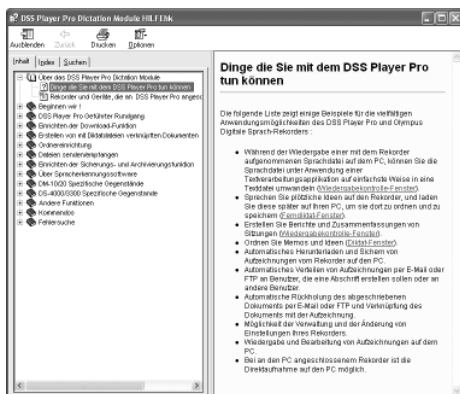 DSS Player Pro Dictation Module HILFE.hk
Ausblenden Zurück Drucken Optionen
Inhalt Index Suchen
Über das DSS Player Pro Dictation Module
Dinge die Sie mit dem DSS Player Pro tun können
Rekorder und Geräte, die an DSS Player Pro angesc
Beginnen wir !
DSS Player Pro Geführter Rundgang
Einrichten der Download-Funktion
Erstellen von mit Diktatdateien verknüpften Dokumenten
Ordnereinrichtung
Dateien senden/empfangen
Einrichten der Sicherungs- und Archivierungsfunktion
Über Spracherkennungssoftware
DM-10/20 Spezifische Gegenstände
DS-4000/3300 Spezifische Gegenstände
Andere Funktionen
Kommandos
Fehlersuche
Dinge die Sie mit dem DSS Player Pro
tun können
Die folgende Liste zeigt einige Beispiele für die vielfältigen
Anwendungsmöglichkeiten des DSS Player Pro und Olympus
Digitale Sprach-Rekorders :
• Während der Wiedergabe einer mit dem Rekorder
aufgenommenen Sprachdatei auf dem PC, können Sie die
Sprachdatei unter Anwendung einer
Textverarbeitungsapplikation auf einfachste Weise in eine
Textdatei umwandeln (Wiedergabekontrolle-Fenster).
• Sprechen Sie plötzliche Ideen auf den Rekorder, und laden
Sie diese später auf Ihren PC, um sie dort zu ordnen und zu
speichern (Ferndiktat-Fenster).
• Erstellen Sie Berichte und Zusammenfassungen von
Sitzungen (Wiedergabekontrolle-Fenster).
• Ordnen Sie Memos und Ideen (Diktat-Fenster).
• Automatisches Herunterladen und Sichern von
Aufzeichnungen vom Rekorder auf den PC.
• Automatisches Verteilen von Aufzeichnungen per E-Mail oder
FTP an Benutzer, die eine Abschrift erstellen sollen oder an
andere Benutzer.
• Automatische Rückholung des abgeschriebenen
Dokuments per E-Mail oder FTP und Verknüpfung des
Dokuments mit der Aufzeichnung.
• Möglichkeit der Verwaltung und der Änderung von
Einstellungen Ihres Rekorders.
• Wiedergabe und Bearbeitung von Aufzeichnungen auf dem
PC.
• Bei an den PC angeschlossenem Rekorder ist die
Direktaufnahme auf den PC möglich.